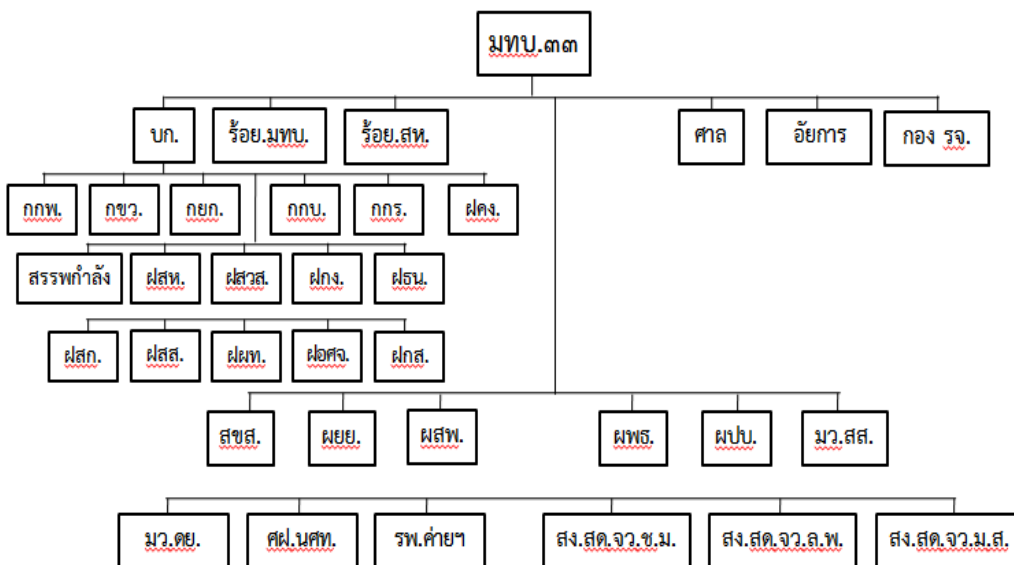 มทบ.๓๓
บก.
ร้อย.มทบ.
ร้อย.สห.
ศาล
อัยการ
กอง รจ.
กกพ.
กขว.
กยก.
กกบ.
กกร.
ฝคง.
สรรพกำลัง
ฝสห.
ฝสวส.
ฝกง.
ฝธน.
ฝสก.
ฝสส.
ฝผท.
ฝอศจ.
ฝกส.
สขส.
ผยย.
ผสพ.
ผพธ.
ผปบ.
มว.สส.
มว.ดย.
ศฝ.นศท.
รพ.ค่ายฯ
สง.สด.จว.ช.ม.
สง.สด.จว.ล.พ.
สง.สด.จว.ม.ส.